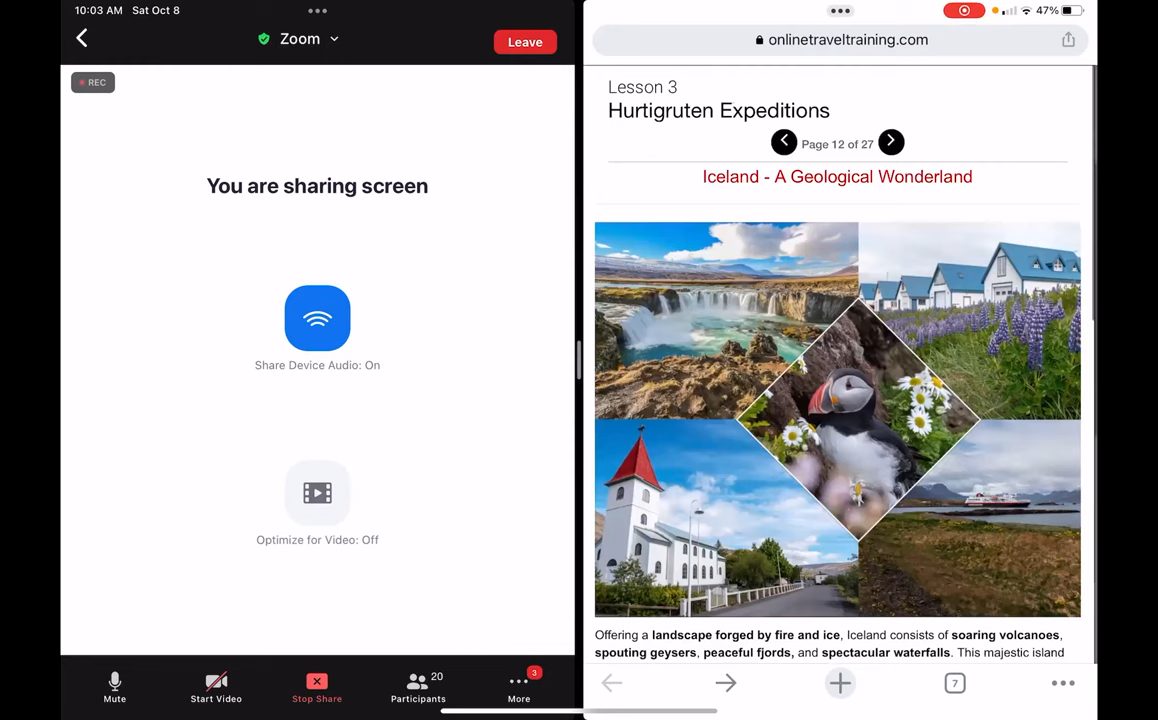 10:03 AM Sat Oct 8
Zoom
Leave
REC
You are sharing screen
Share Device Audio: On
Optimize for Video: Off
Mute
Start Video
Stop Share
20
Participants
3
More
47%
onlinetraveltraining.com
Lesson 3
Hurtigruten Expeditions
Page 12 of 27
Iceland - A Geological Wonderland
Offering a landscape forged by fire and ice, Iceland consists of soaring volcanoes,
spouting geysers, peaceful fjords, and spectacular waterfalls. This majestic island
7